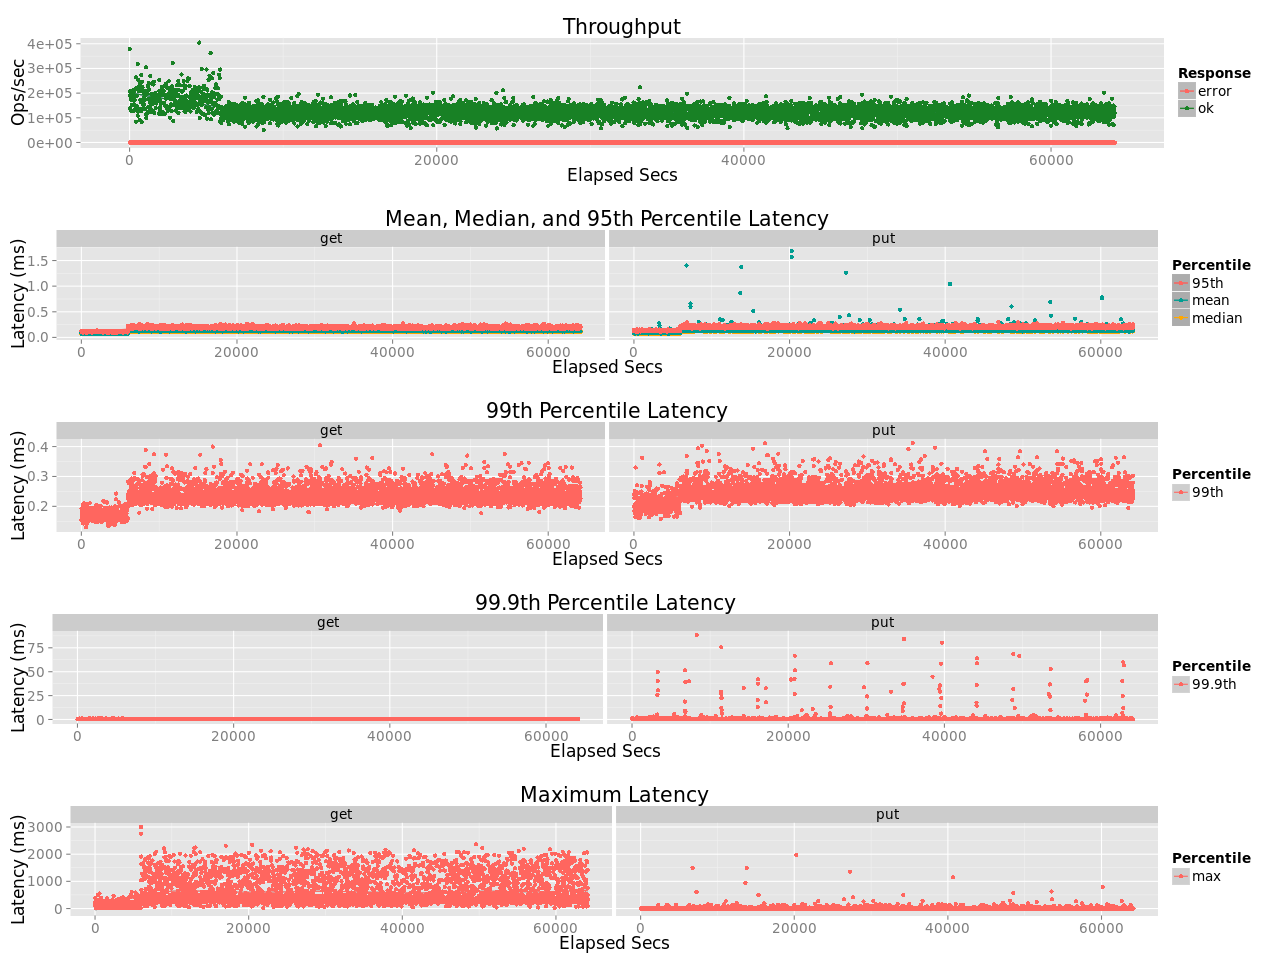 Throughput
Ops/sec
4e+05
3e+05
2e+05
1e+05
0e+00
0 20000 40000 60000
Elapsed Secs
Response
error
ok
Mean, Median, and 95th Percentile Latency
get put
Latency (ms)
1.5
1.0
0.5
0.0
0 20000 40000 60000 0 20000 40000 60000
Elapsed Secs
Percentile
95th
mean
median
99th Percentile Latency
get put
Latency (ms)
0.4
0.3
0.2
0 20000 40000 60000 0 20000 40000 60000
Elapsed Secs
Percentile
99th
99.9th Percentile Latency
get put
Latency (ms)
75
50
25
0
0 20000 40000 60000 0 20000 40000 60000
Elapsed Secs
Percentile
99.9th
Maximum Latency
get put
Latency (ms)
3000
2000
1000
0
0 20000 40000 60000 0 20000 40000 60000
Elapsed Secs
Percentile
max